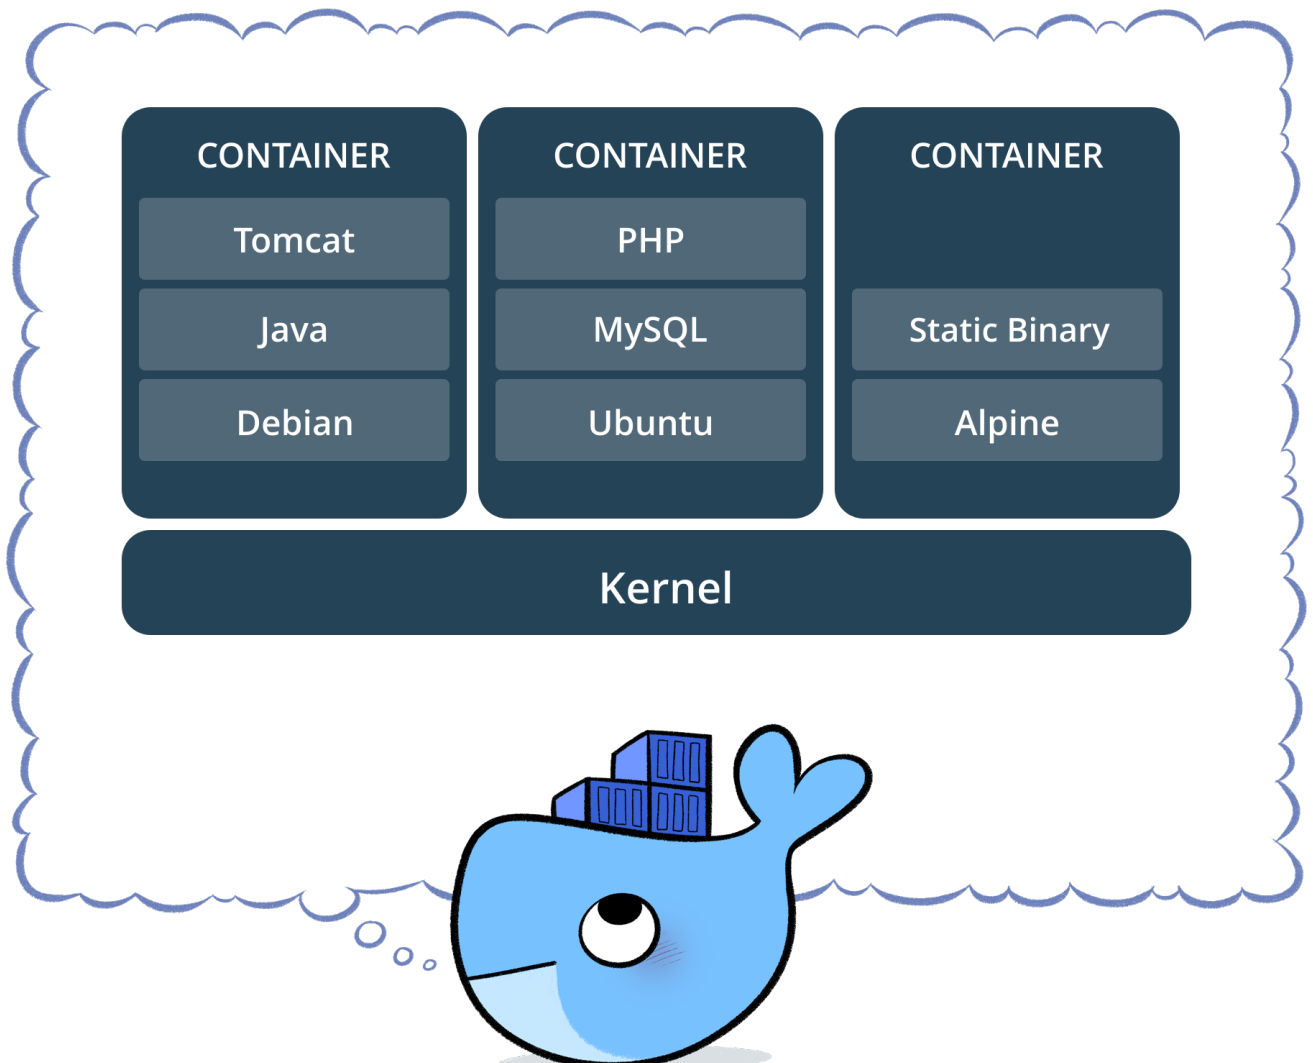 CONTAINER
Tomcat
Java
Debian
CONTAINER
PHP
MySQL
Ubuntu
CONTAINER
Static Binary
Alpine
Kernel